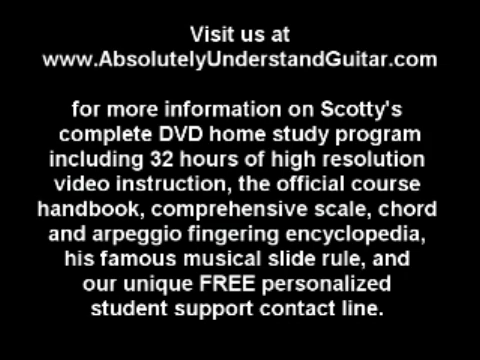 Visit us at
www.AbsolutelyUnderstandGuitar.com
for more information on Scotty's
complete DVD home study program
including 32 hours of high resolution
video instruction, the official course
handbook, comprehensive scale, chord
and arpeggio fingering encyclopedia,
his famous musical slide rule, and
our unique FREE personalized
student support contact line.